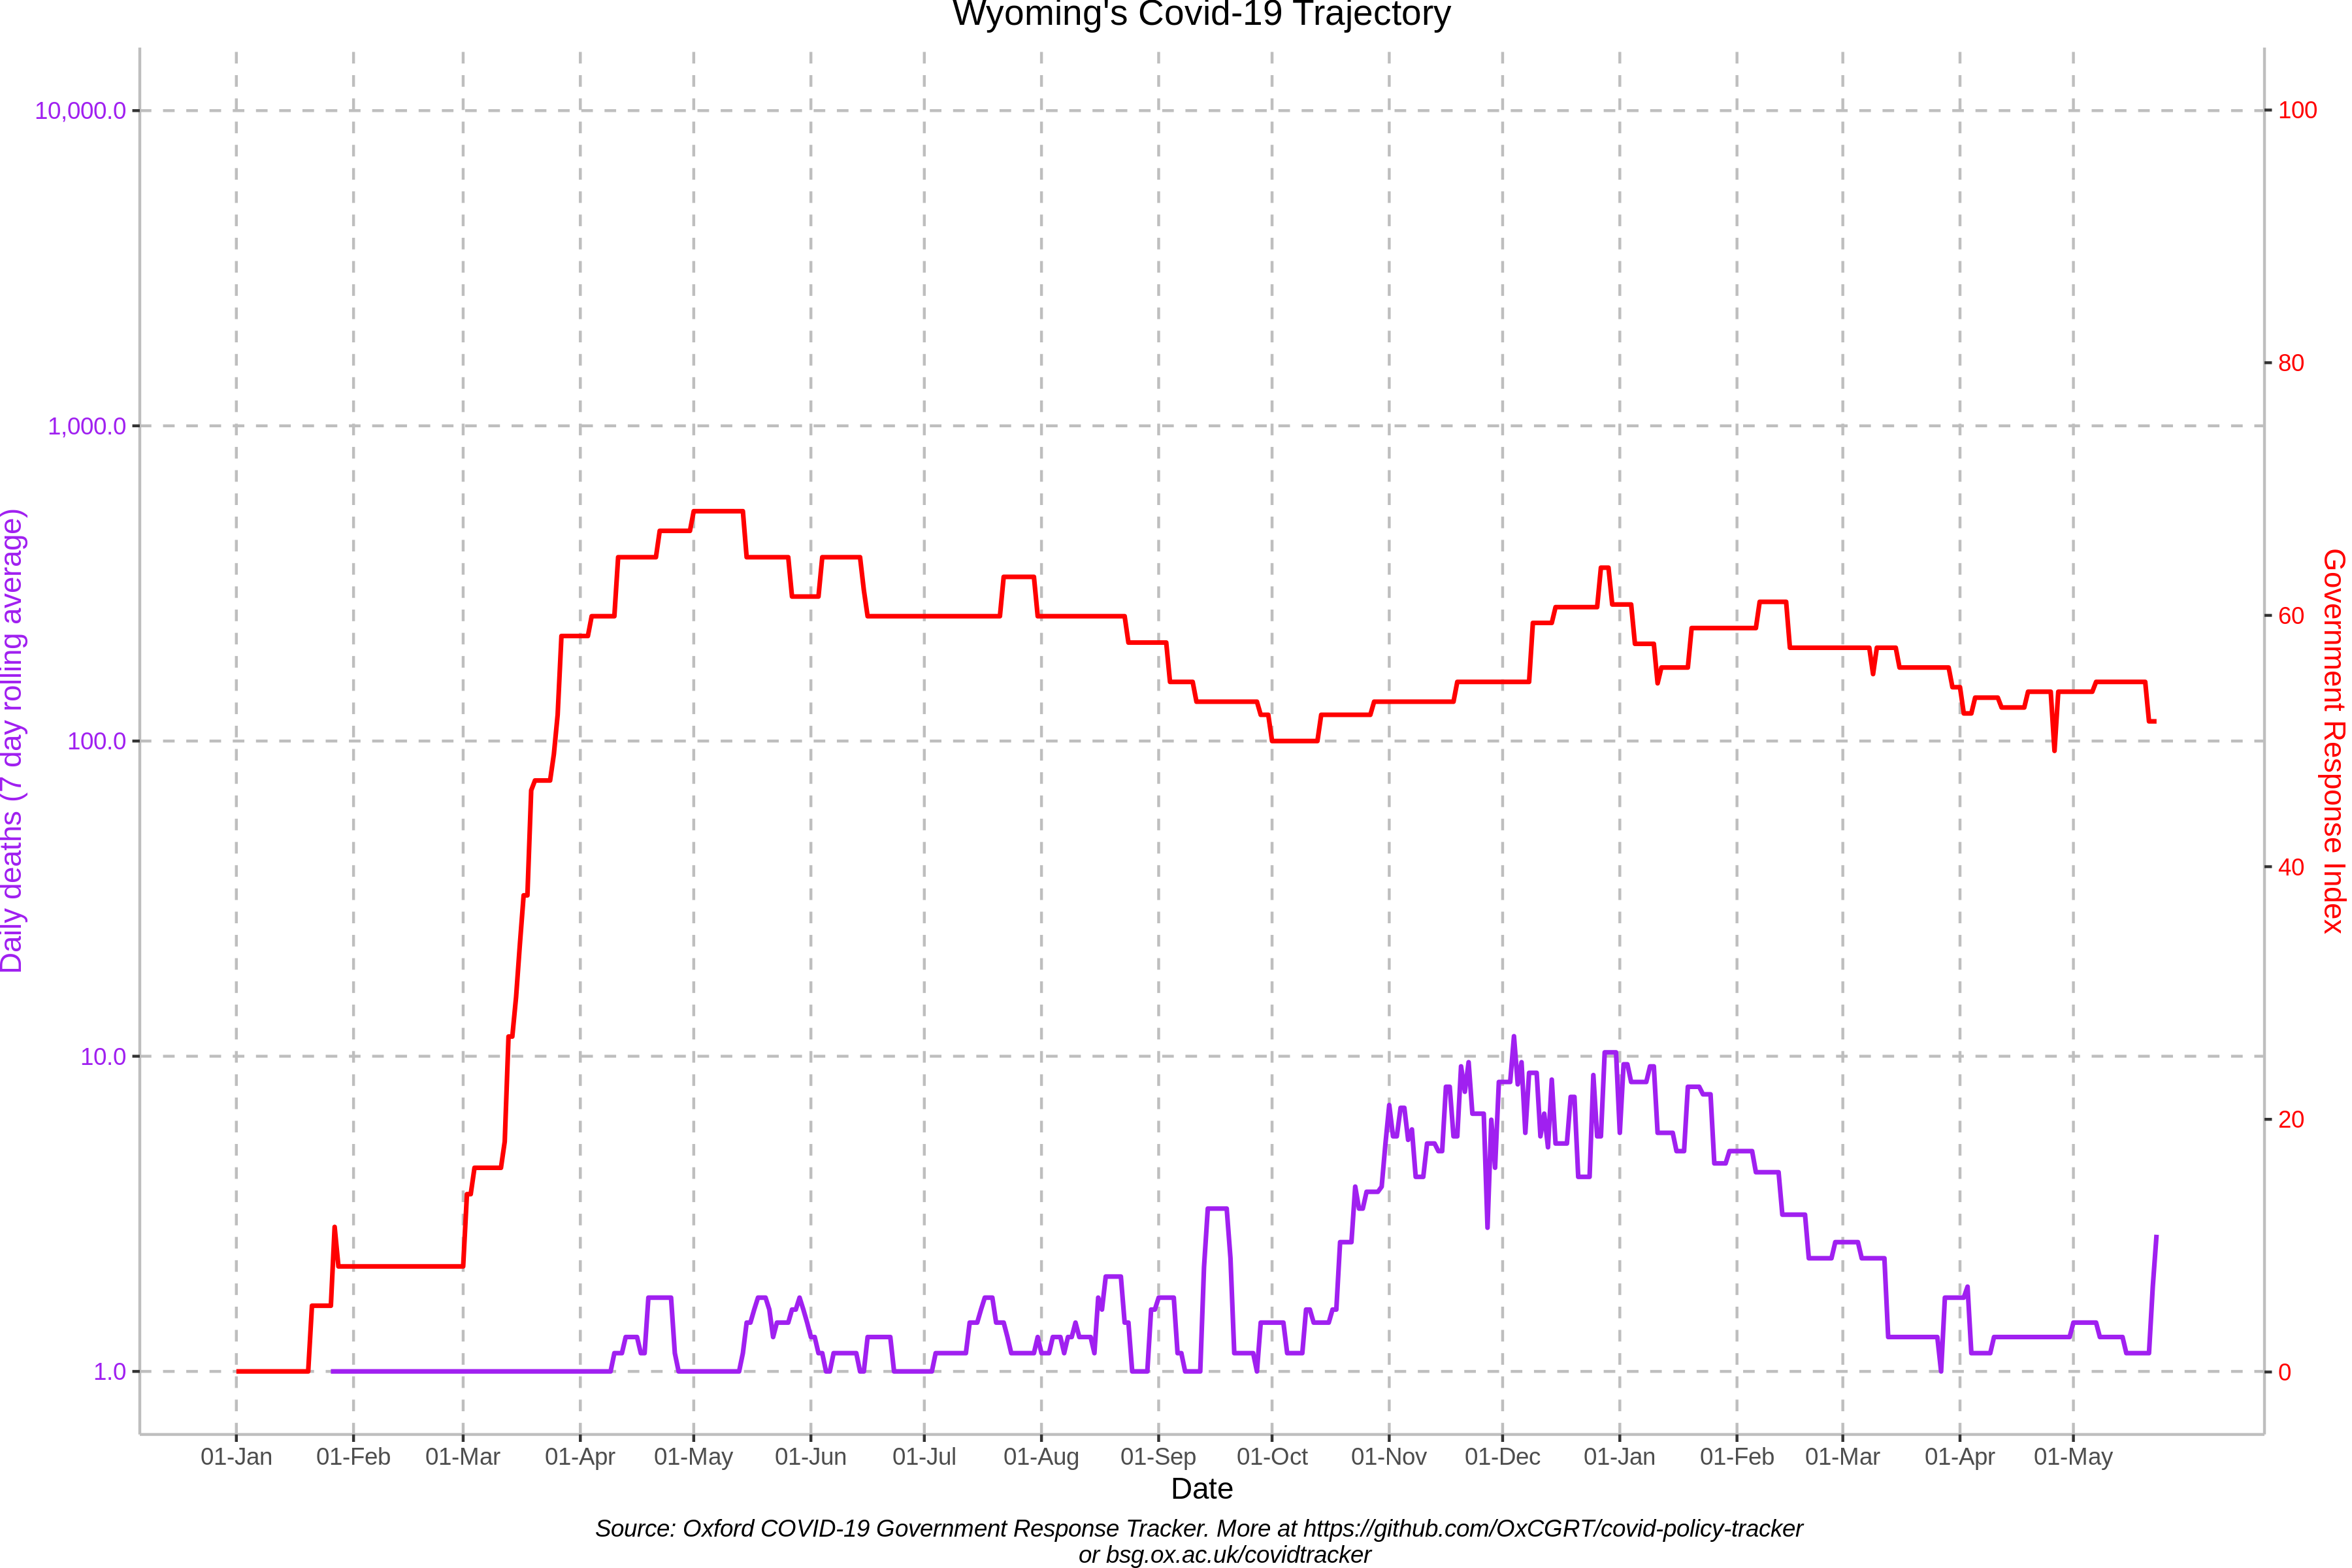 Wyoming's Covid-19 Trajectory
10,000.0
1,000.0
100.0
10.0
1.0
Daily deaths (7 day rolling average)
100
80
60
40
20
0
Government Response Index
01-Jan 01-Feb 01-Mar 01-Apr 01-May 01-Jun 01-Jul 01-Aug 01-Sep 01-Oct 01-Nov 01-Dec 01-Jan 01-Feb 01-Mar 01-Apr 01-May
Date
Source: Oxford COVID-19 Government Response Tracker. More at https://github.com/OxCGRT/covid-policy-tracker
or bsg.ox.ac.uk/covidtracker